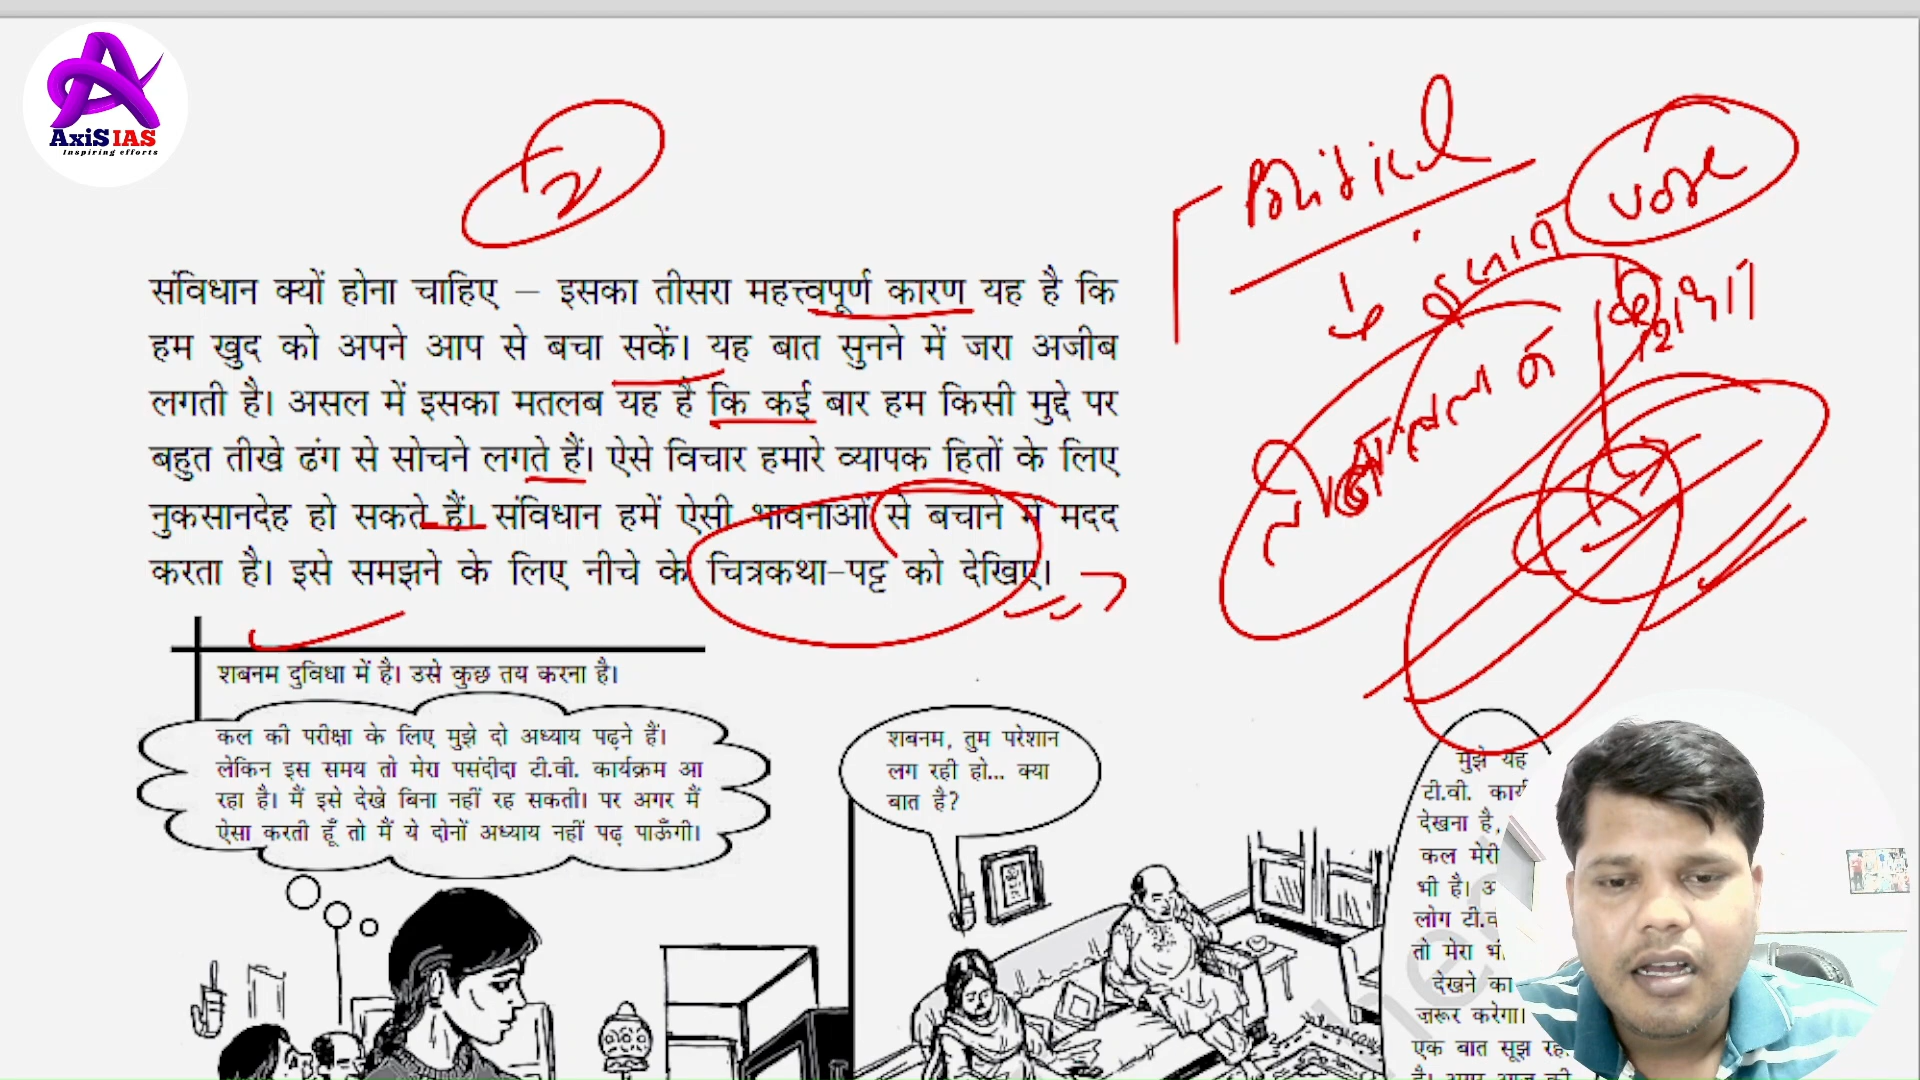 AxiS IAS
Inspiring efforts
Political
vote
संविधान क्यों होना चाहिए – इसका तीसरा महत्त्वपूर्ण कारण यह है कि
हम खुद को अपने आप से बचा सकें। यह बात सुनने में जरा अजीब
लगती है। असल में इसका मतलब यह है कि कई बार हम किसी मुद्दे पर
बहुत तीखे ढंग से सोचने लगते हैं। ऐसे विचार हमारे व्यापक हितों के लिए
नुकसानदेह हो सकते हैं। संविधान हमें ऐसी भावनाओं से बचाने में मदद
करता है। इसे समझने के लिए नीचे के चित्रकथा-पट्ट को देखिए।
शबनम दुविधा में है। उसे कुछ तय करना है।
कल की परीक्षा के लिए मुझे दो अध्याय पढ़ने हैं।
लेकिन इस समय तो मेरा पसंदीदा टी.वी. कार्यक्रम आ
रहा है। मैं इसे देखे बिना नहीं रह सकती। पर अगर मैं
ऐसा करती हूँ तो मैं ये दोनों अध्याय नहीं पढ़ पाऊँगी।
शबनम, तुम परेशान
लग रही हो... क्या
बात है?
मुझे यह
टी.वी.
देखना है,
कल मेरी
भी है।
लोग
तो मेरा
देखने का
ज़रूर करेगा।
एक बात सूझ